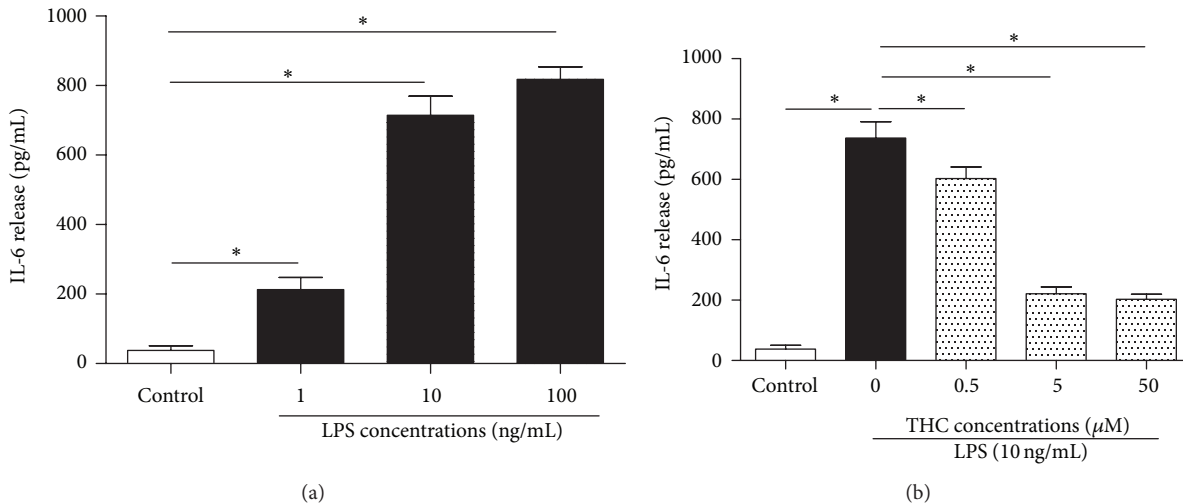 1000
800
600
400
200
0
IL-6 release (pg/mL)
*
*
*
Control 1 10 100
LPS concentrations (ng/mL)
(a)
1000
800
600
400
200
0
IL-6 release (pg/mL)
*
*
* *
Control 0 0.5 5 50
THC concentrations (μM)
LPS (10 ng/mL)
(b)